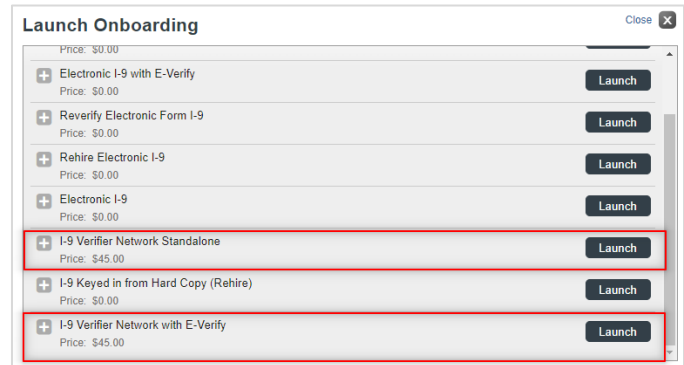 Launch Onboarding
Close X
Price: $0.00
Electronic I-9 with E-Verify
Launch
Price: $0.00
Reverify Electronic Form I-9
Launch
Price: $0.00
Rehire Electronic I-9
Launch
Price: $0.00
Electronic I-9
Launch
Price: $0.00
I-9 Verifier Network Standalone
Launch
Price: $45.00
I-9 Keyed in from Hard Copy (Rehire)
Launch
Price: $0.00
I-9 Verifier Network with E-Verify
Launch
Price: $45.00